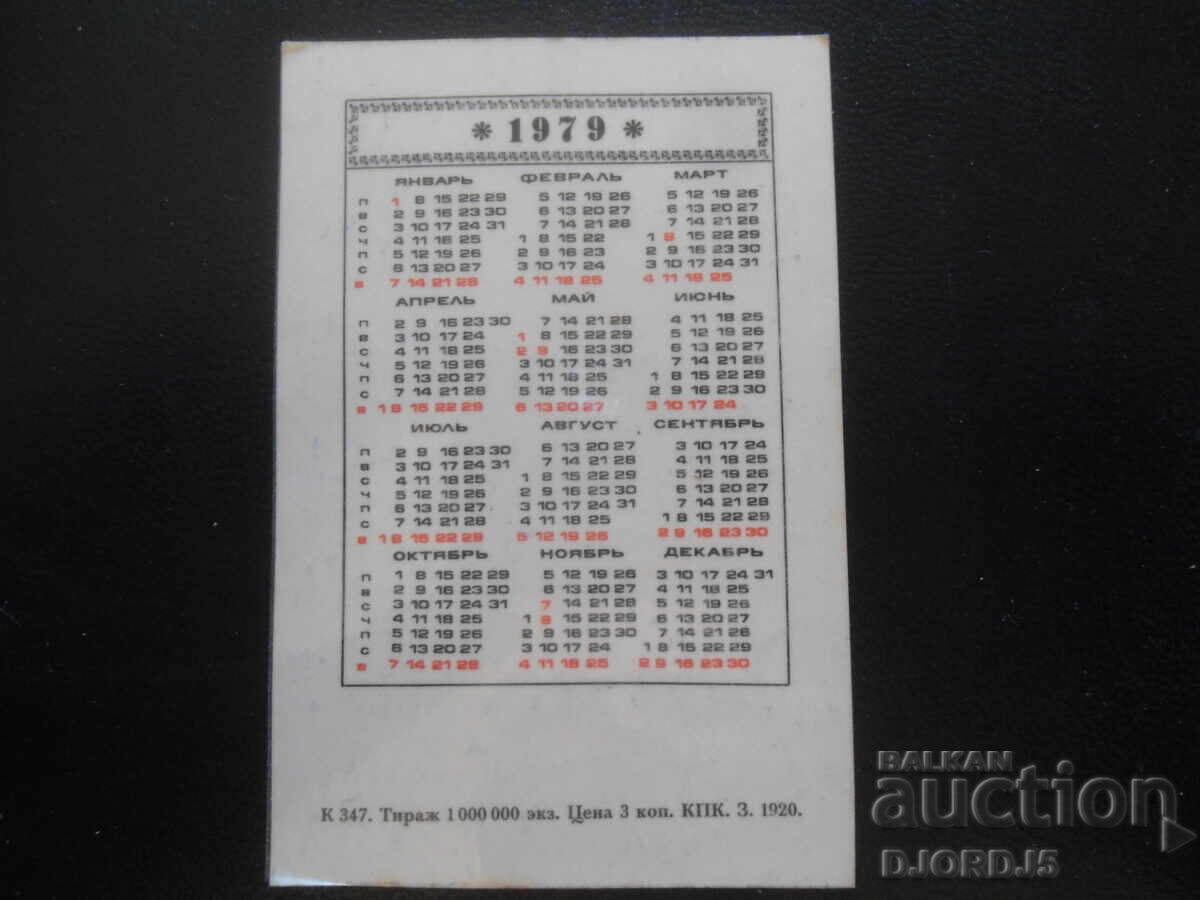 * 1979 *
ЯНВАРЬ ФЕВРАЛЬ МАРТ
П 1 8 15 22 29 5 12 19 26 5 12 19 26
В 2 9 16 23 30 6 13 20 27 6 13 20 27
С 3 10 17 24 31 7 14 21 28 7 14 21 28
Ч 4 11 18 25 1 8 15 22 1 8 15 22 29
П 5 12 19 26 2 9 16 23 2 9 16 23 30
С 6 13 20 27 3 10 17 24 3 10 17 24 31
В 7 14 21 28 4 11 18 25 4 11 18 25
АПРЕЛЬ МАЙ ИЮНЬ
П 2 9 16 23 30 7 14 21 28 4 11 18 25
В 3 10 17 24 1 8 15 22 29 5 12 19 26
С 4 11 18 25 2 9 16 23 30 6 13 20 27
Ч 5 12 19 26 3 10 17 24 31 7 14 21 28
П 6 13 20 27 4 11 18 25 1 8 15 22 29
С 7 14 21 28 5 12 19 26 2 9 16 23 30
В 1 8 15 22 29 6 13 20 27 3 10 17 24
ИЮЛЬ АВГУСТ СЕНТЯБРЬ
П 2 9 16 23 30 6 13 20 27 3 10 17 24
В 3 10 17 24 31 7 14 21 28 4 11 18 25
С 4 11 18 25 1 8 15 22 29 5 12 19 26
Ч 5 12 19 26 2 9 16 23 30 6 13 20 27
П 6 13 20 27 3 10 17 24 31 7 14 21 28
С 7 14 21 28 4 11 18 25 1 8 15 22 29
В 1 8 15 22 29 5 12 19 26 2 9 16 23 30
ОКТЯБРЬ НОЯБРЬ ДЕКАБРЬ
П 1 8 15 22 29 5 12 19 26 3 10 17 24 31
В 2 9 16 23 30 6 13 20 27 4 11 18 25
С 3 10 17 24 31 7 14 21 28 5 12 19 26
Ч 4 11 18 25 1 8 15 22 29 6 13 20 27
П 5 12 19 26 2 9 16 23 30 7 14 21 28
С 6 13 20 27 3 10 17 24 1 8 15 22 29
В 7 14 21 28 4 11 18 25 2 9 16 23 30
К 347. Тираж 1 000 000 экз. Цена 3 коп. КПК. З. 1920.
BALKAN
auction
DJORDJ5